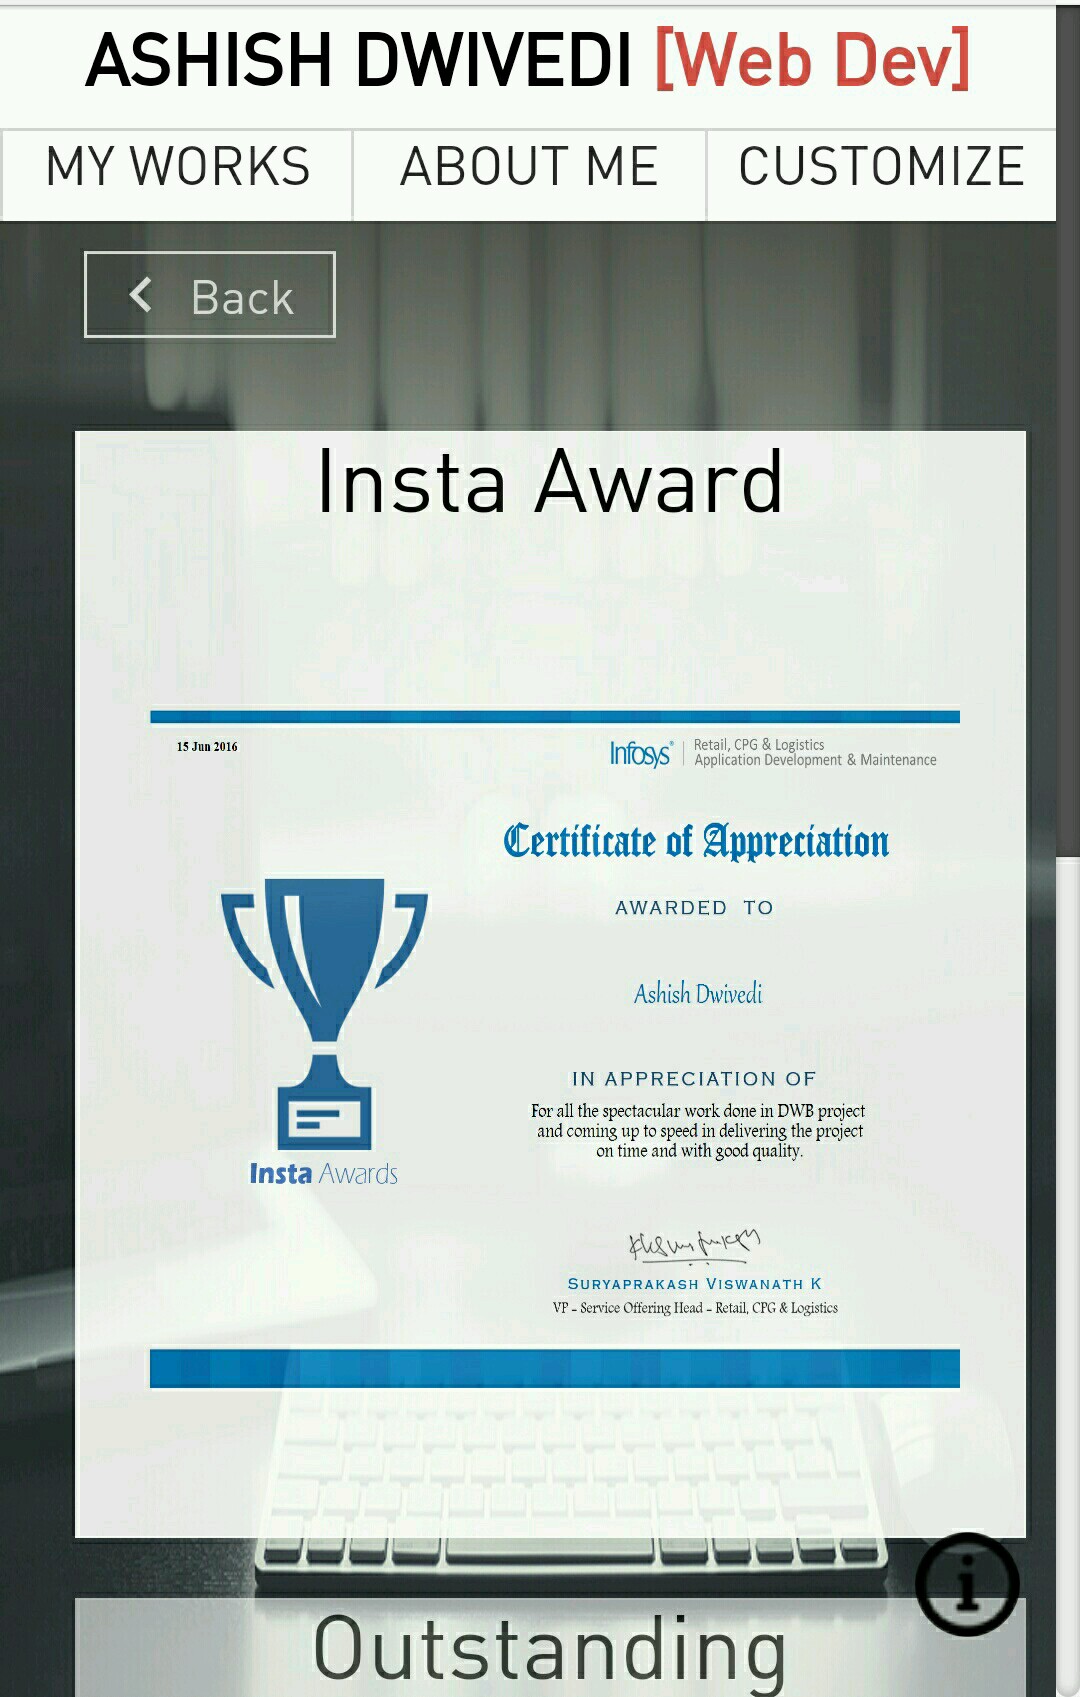 ASHISH DWIVEDI [Web Dev]
MY WORKS
ABOUT ME
CUSTOMIZE
Back
Insta Award
15 Jun 2016
Infosys
Retail, CPG & Logistics
Application Development & Maintenance
Certificate of Appreciation
AWARDED TO
Ashish Dwivedi
IN APPRECIATION OF
For all the spectacular work done in DWB project
and coming up to speed in delivering the project
on time and with good quality.
Insta Awards
SURYAPRAKASH VISWANATH K
VP - Service Offering Head - Retail, CPG & Logistics
i
Outstanding